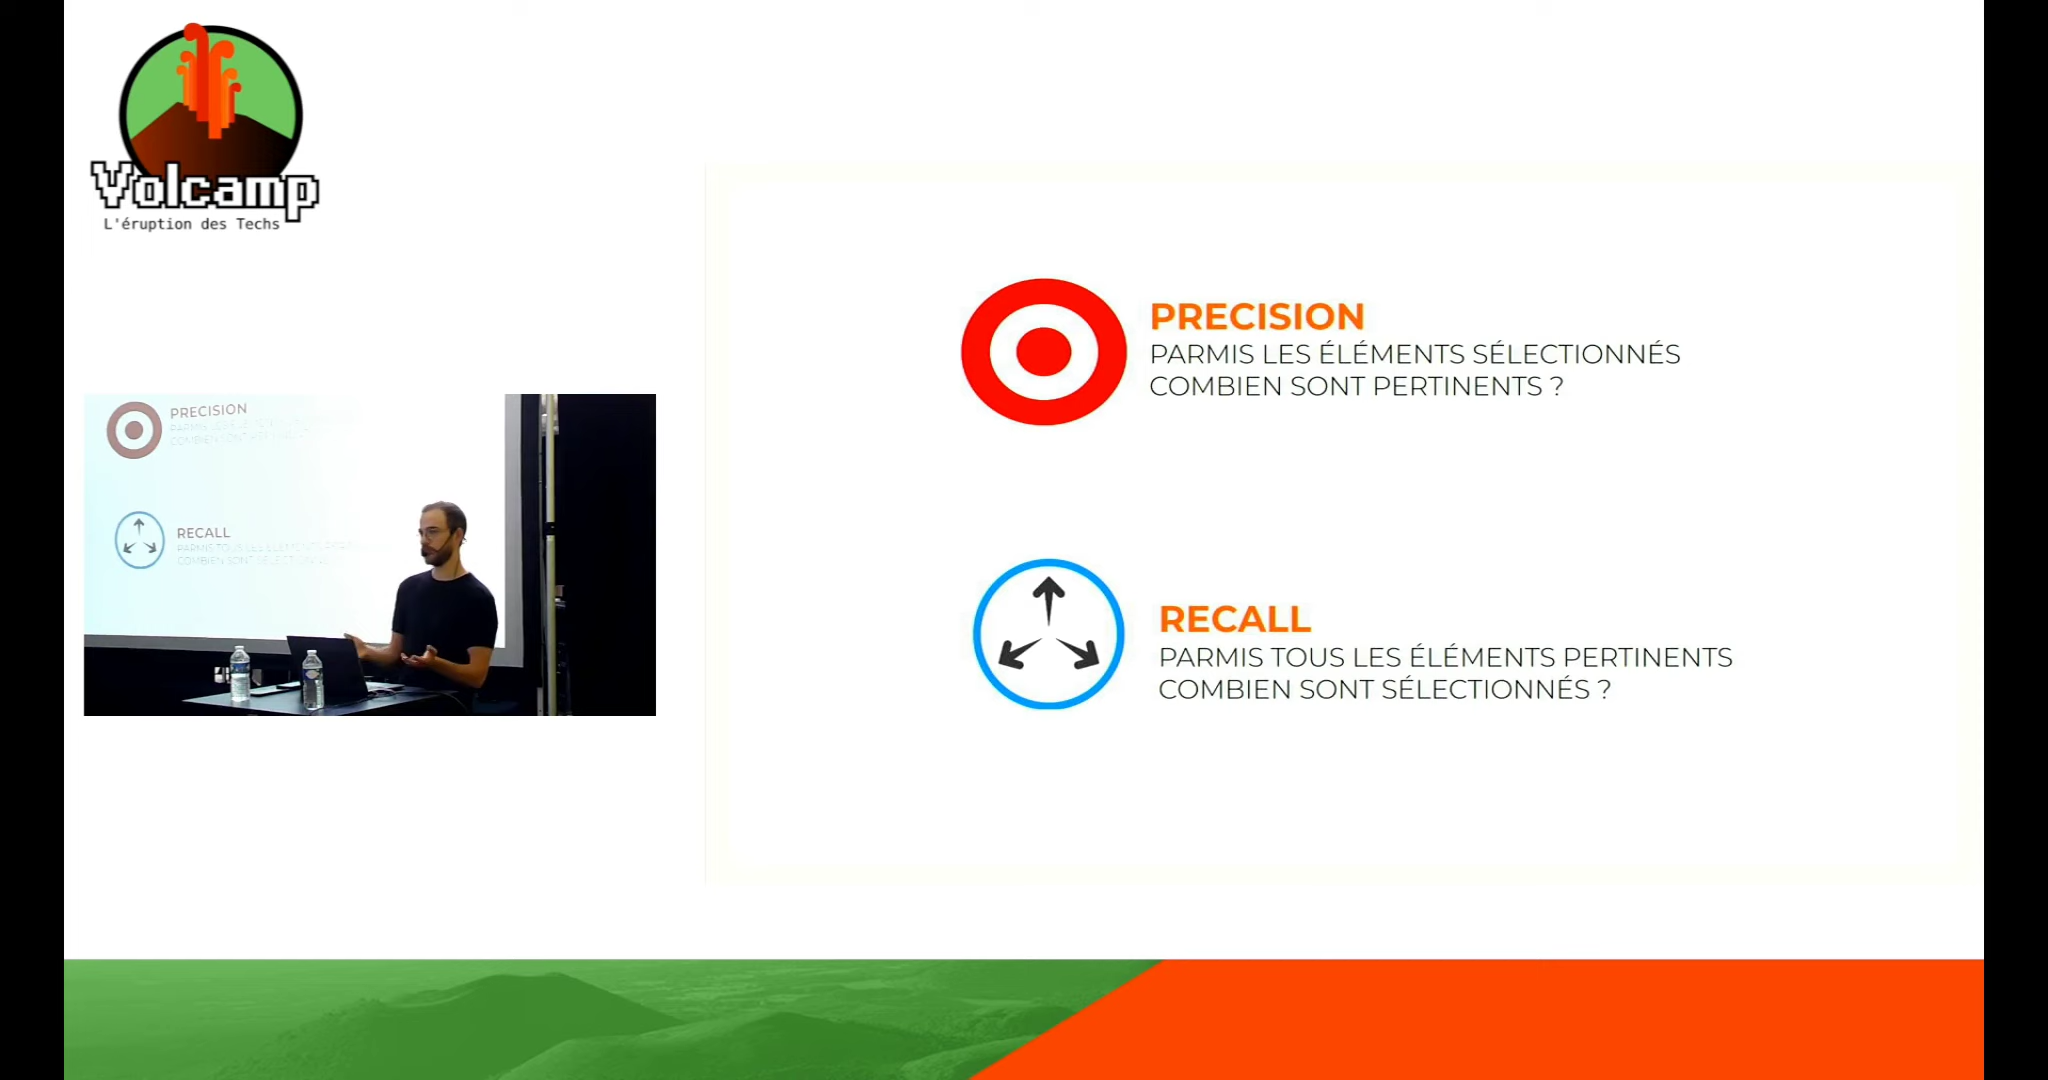 Volcamp
L'éruption des Techs
PRECISION
PARMIS LES ÉLÉMENTS SÉLECTIONNÉS
COMBIEN SONT PERTINENTS ?
RECALL
PARMIS TOUS LES ÉLÉMENTS PERTINENTS
COMBIEN SONT SÉLECTIONNÉS ?
PRECISION
RECALL